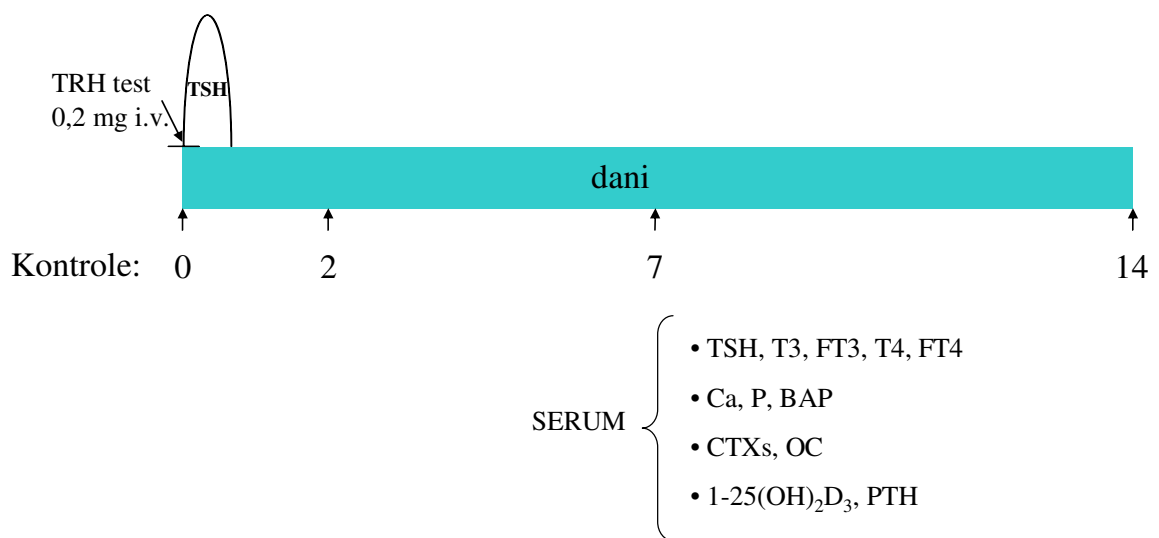 TRH test
0,2 mg i.v.
TSH
dani
Kontrole: 0 2 7 14
SERUM
• TSH, T3, FT3, T4, FT4
• Ca, P, BAP
• CTXs, OC
• 1-25(OH)₂D₃, PTH